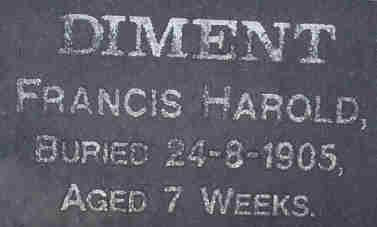 DIMENT
FRANCIS HAROLD,
BURIED 24-8-1905,
AGED 7 WEEKS.